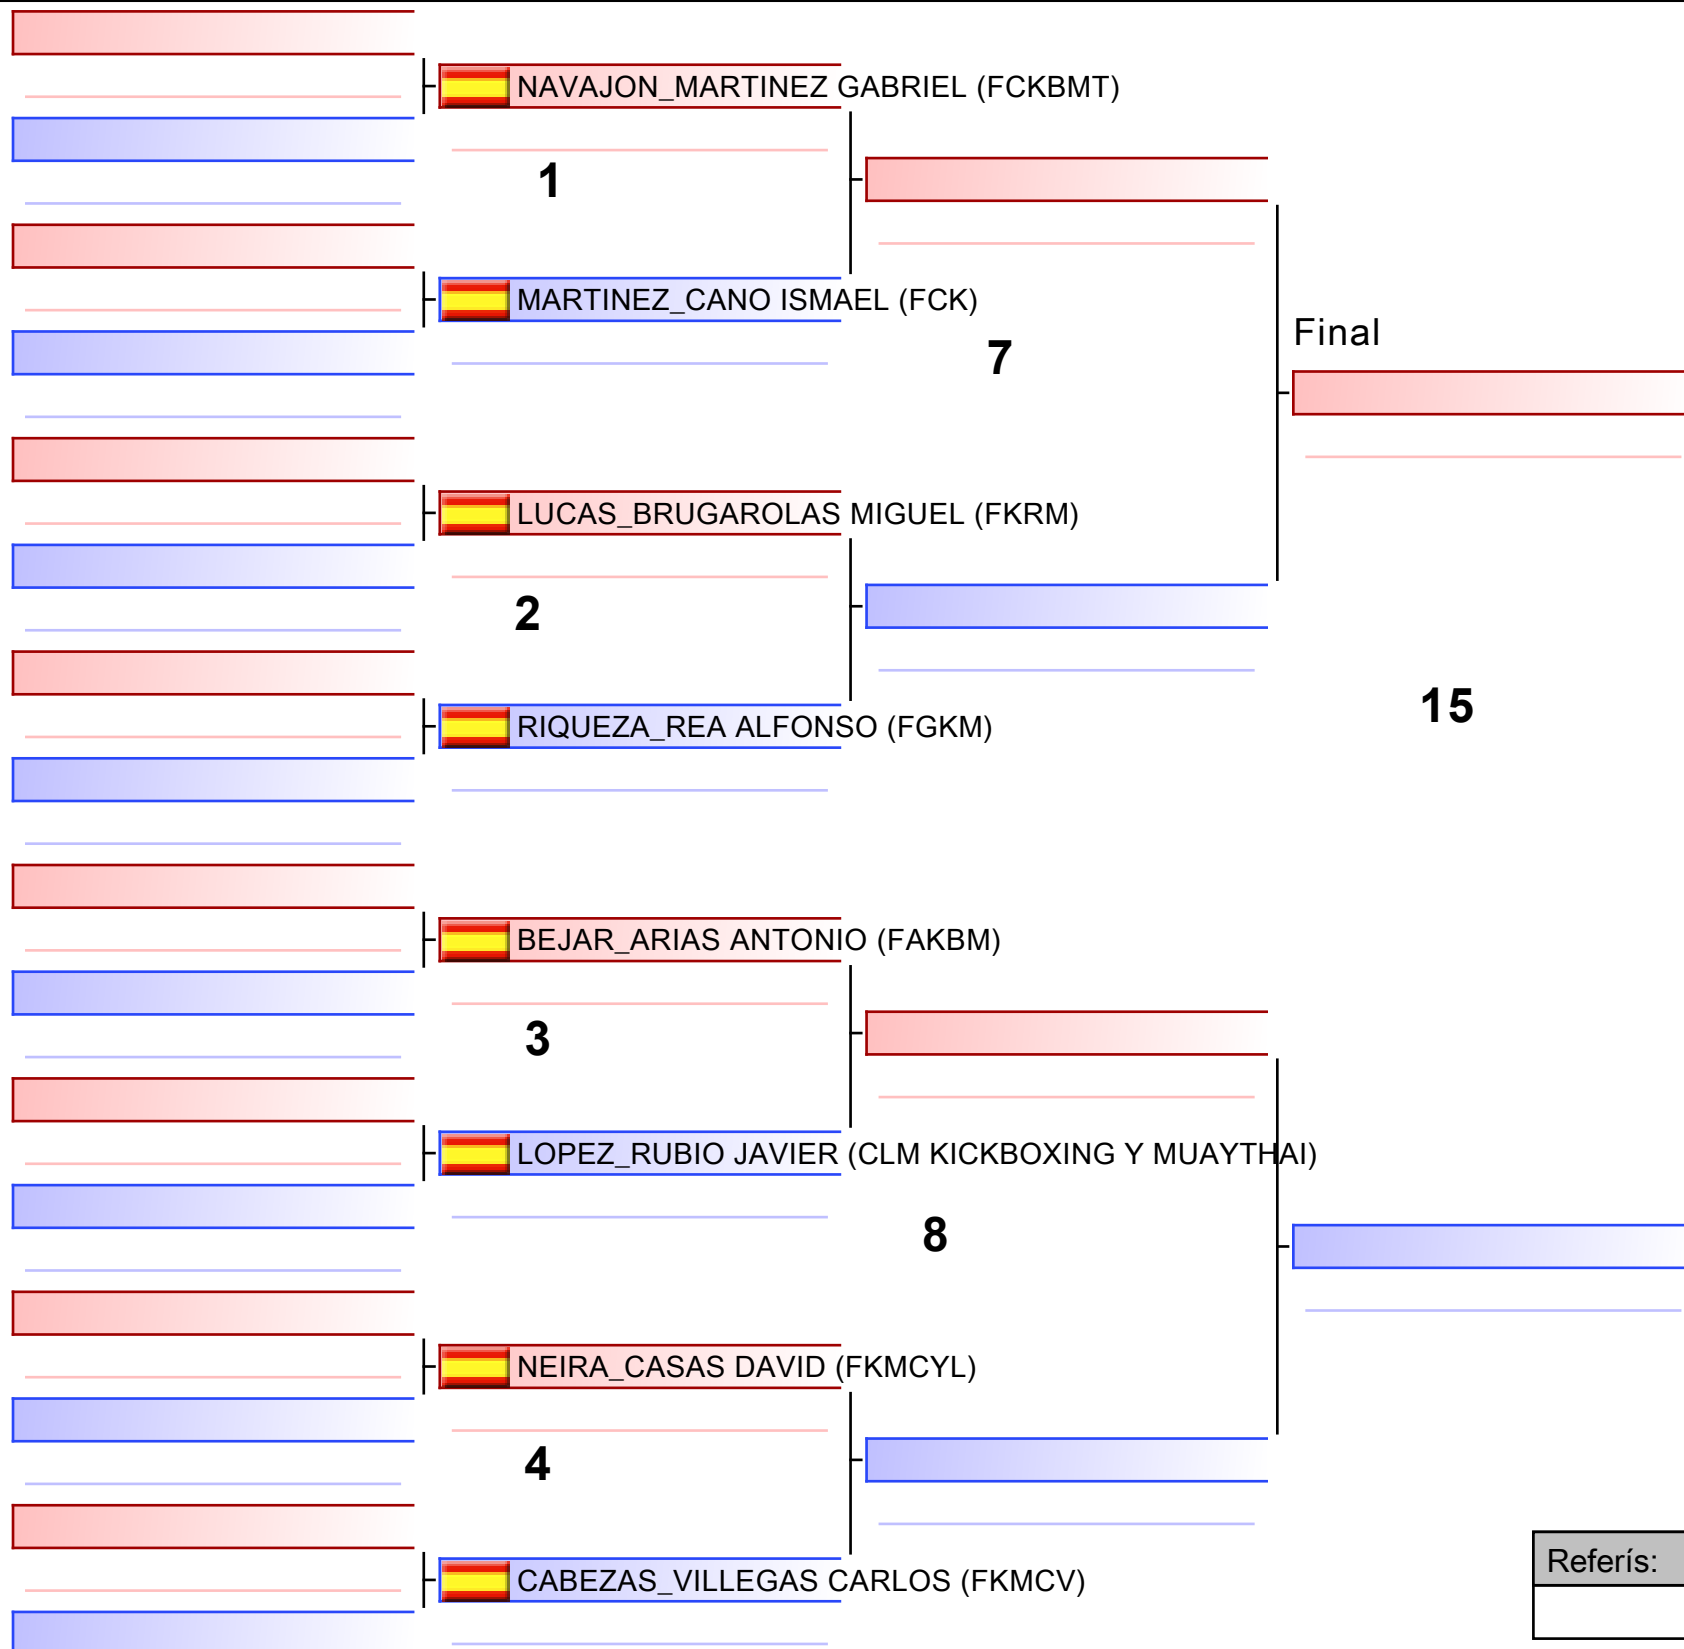 NAVAJON_MARTINEZ GABRIEL (FCKBMT)
1
MARTINEZ_CANO ISMAEL (FCK)
Final
7
LUCAS_BRUGAROLAS MIGUEL (FKRM)
2
15
RIQUEZA_REA ALFONSO (FGKM)
BEJAR_ARIAS ANTONIO (FAKBM)
3
LOPEZ_RUBIO JAVIER (CLM KICKBOXING Y MUAYTHAI)
8
NEIRA_CASAS DAVID (FKMCYL)
4
Referís:
CABEZAS_VILLEGAS CARLOS (FKMCV)